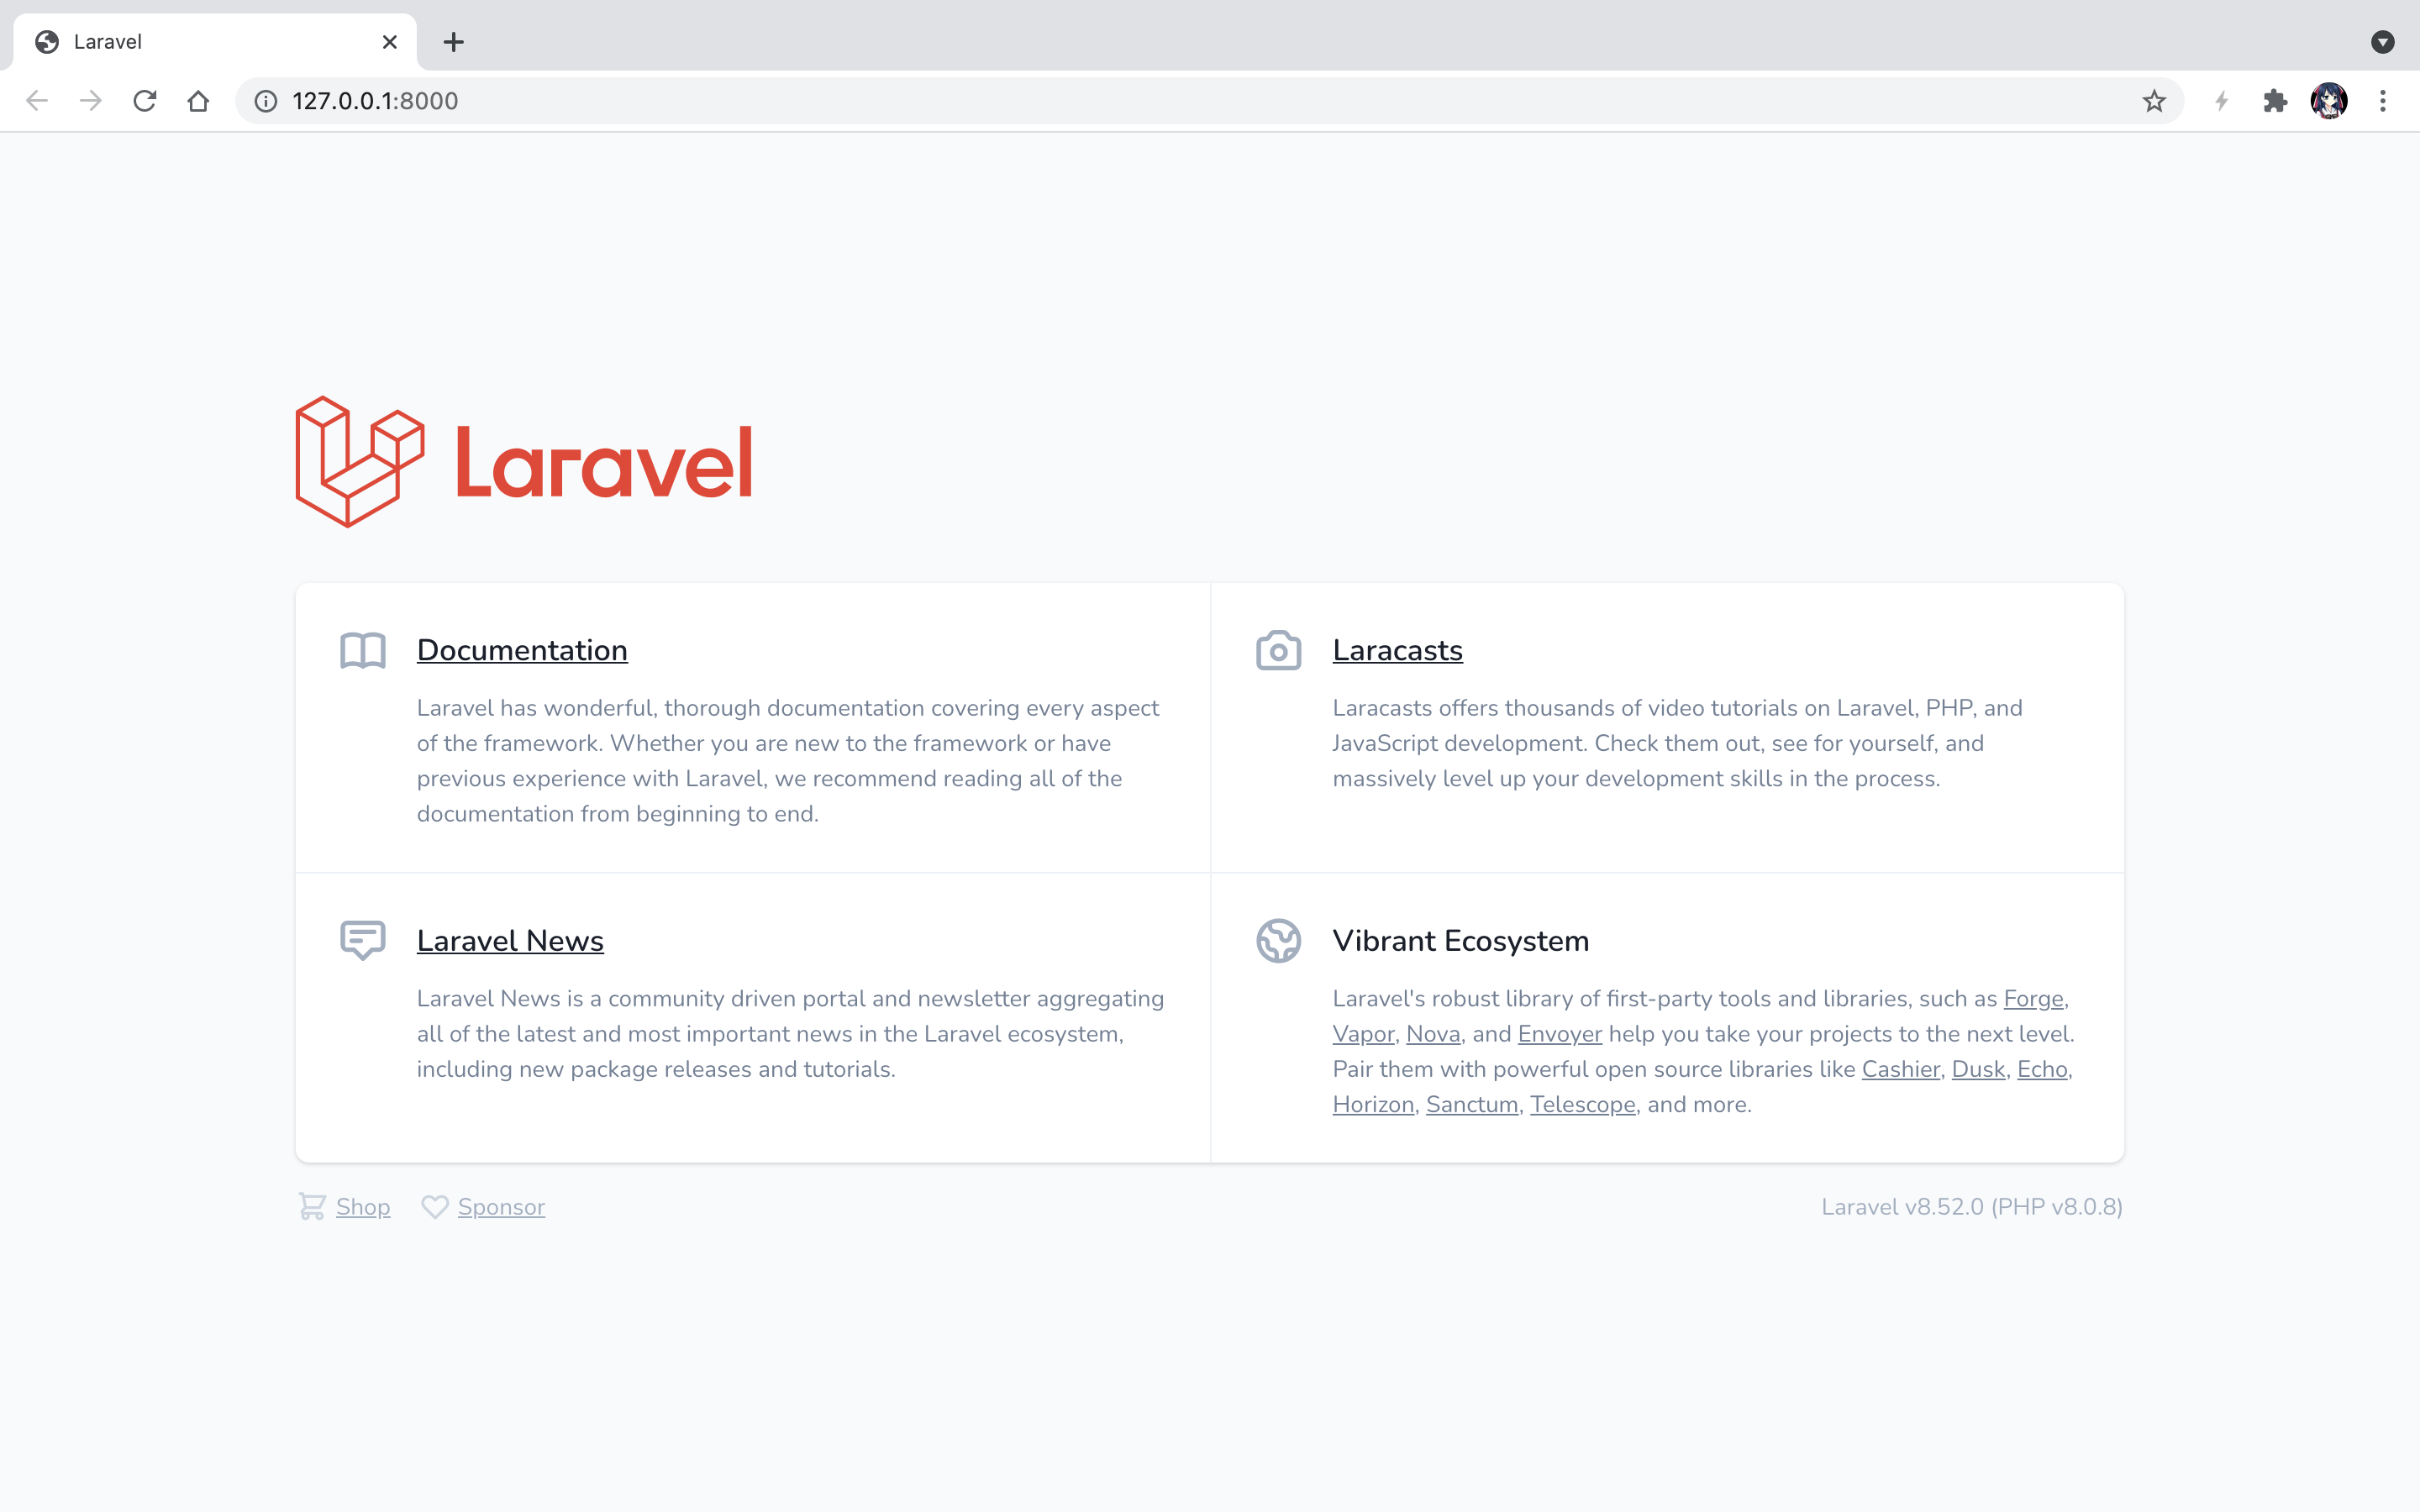 Laravel
127.0.0.1:8000
Laravel
Documentation
Laravel has wonderful, thorough documentation covering every aspect
of the framework. Whether you are new to the framework or have
previous experience with Laravel, we recommend reading all of the
documentation from beginning to end.
Laracasts
Laracasts offers thousands of video tutorials on Laravel, PHP, and
JavaScript development. Check them out, see for yourself, and
massively level up your development skills in the process.
Laravel News
Laravel News is a community driven portal and newsletter aggregating
all of the latest and most important news in the Laravel ecosystem,
including new package releases and tutorials.
Vibrant Ecosystem
Laravel's robust library of first-party tools and libraries, such as Forge,
Vapor, Nova, and Envoyer help you take your projects to the next level.
Pair them with powerful open source libraries like Cashier, Dusk, Echo,
Horizon, Sanctum, Telescope, and more.
Shop Sponsor
Laravel v8.52.0 (PHP v8.0.8)